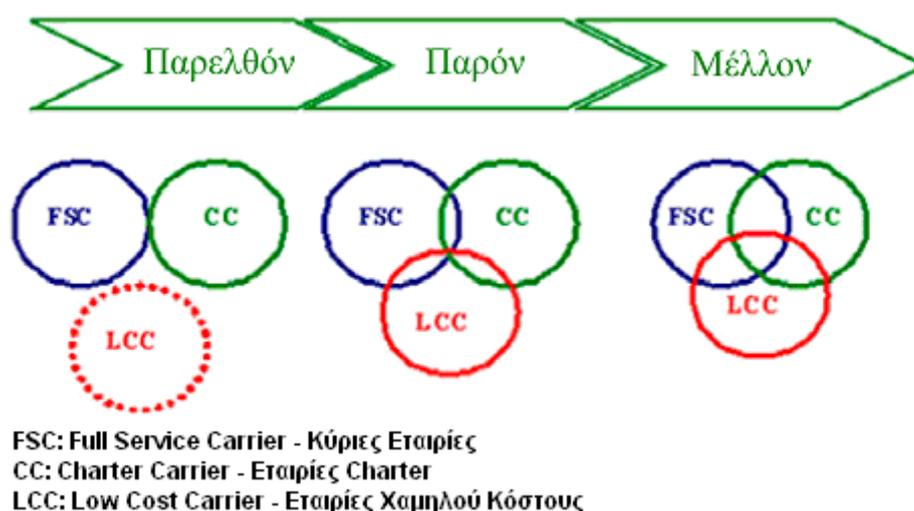 Παρελθόν Παρόν Μέλλον
FSC CC FSC CC FSC CC
LCC LCC LCC
FSC: Full Service Carrier - Κύριες Εταιρίες
CC: Charter Carrier - Εταιρίες Charter
LCC: Low Cost Carrier - Εταιρίες Χαμηλού Κόστους